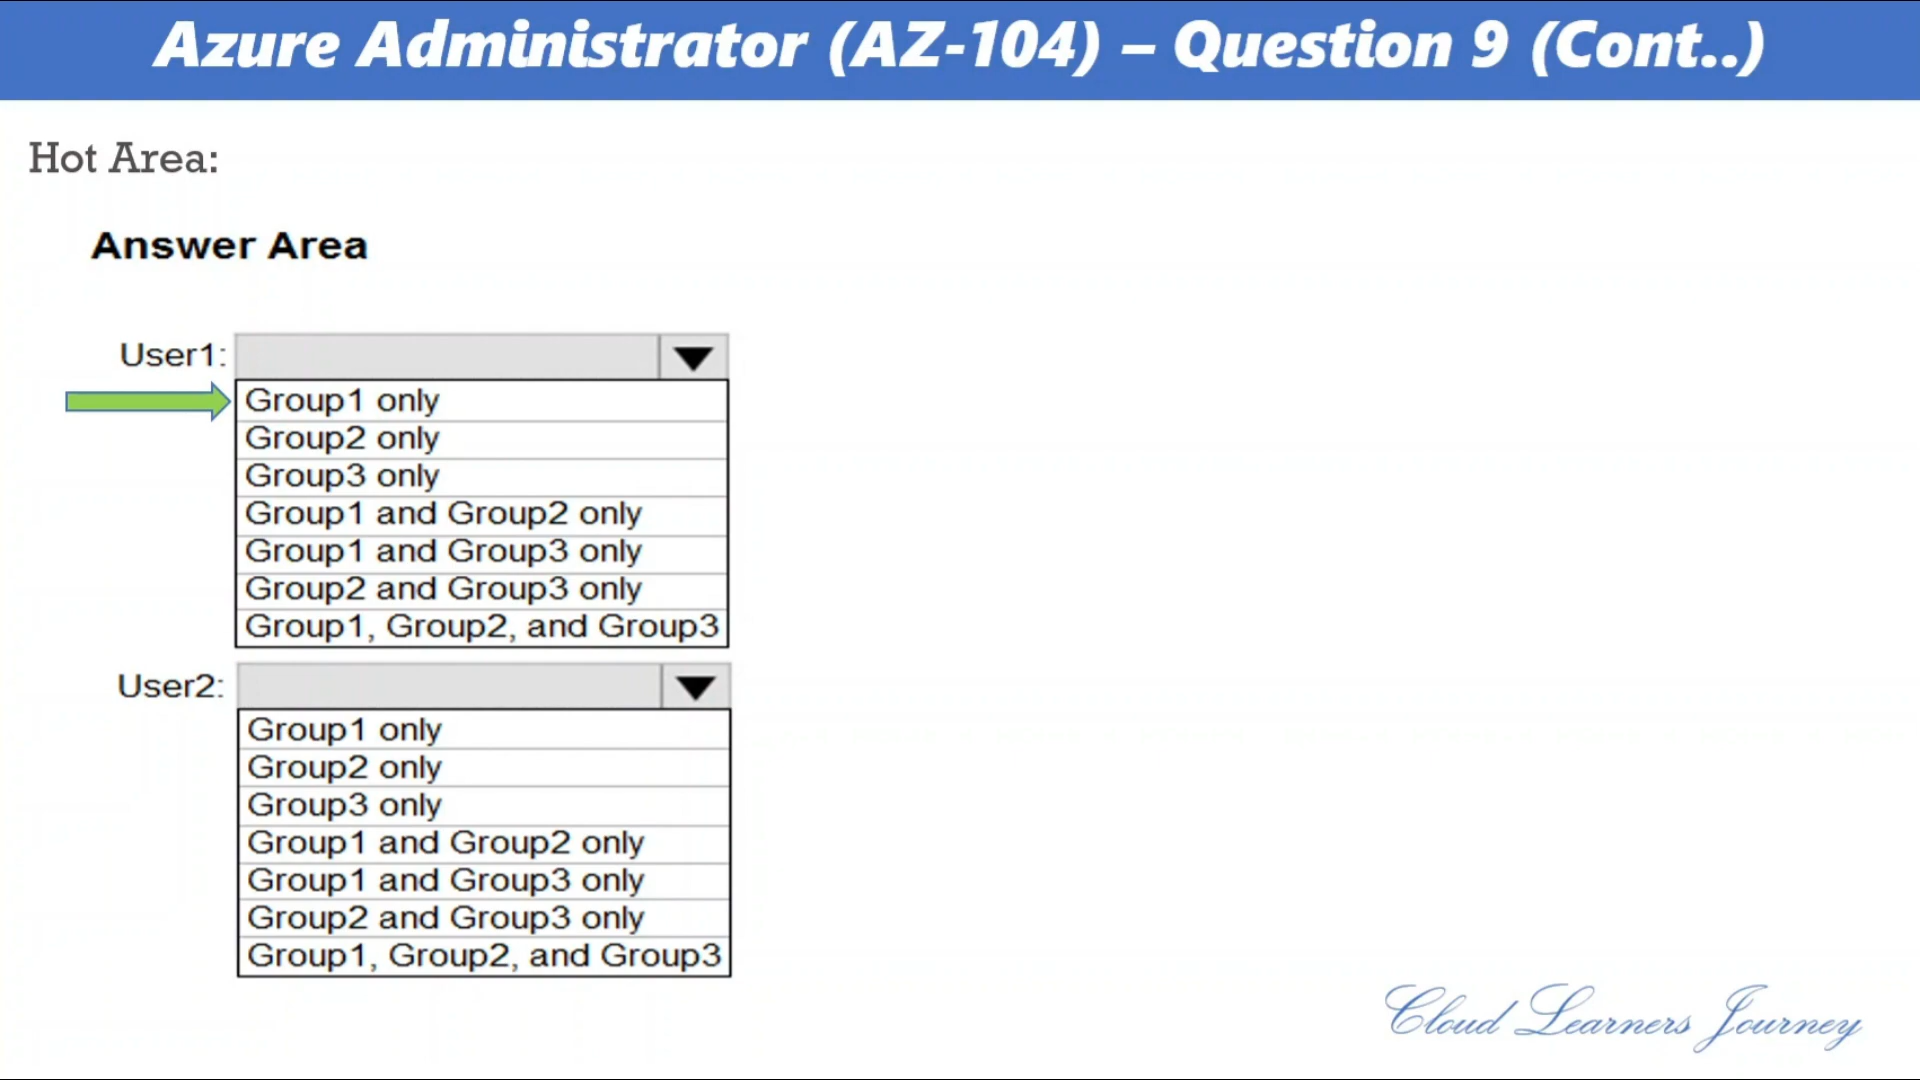 Azure Administrator (AZ-104) – Question 9 (Cont..)
Hot Area:
Answer Area
User1:
Group1 only
Group2 only
Group3 only
Group1 and Group2 only
Group1 and Group3 only
Group2 and Group3 only
Group1, Group2, and Group3
User2:
Group1 only
Group2 only
Group3 only
Group1 and Group2 only
Group1 and Group3 only
Group2 and Group3 only
Group1, Group2, and Group3
Cloud Learners Journey